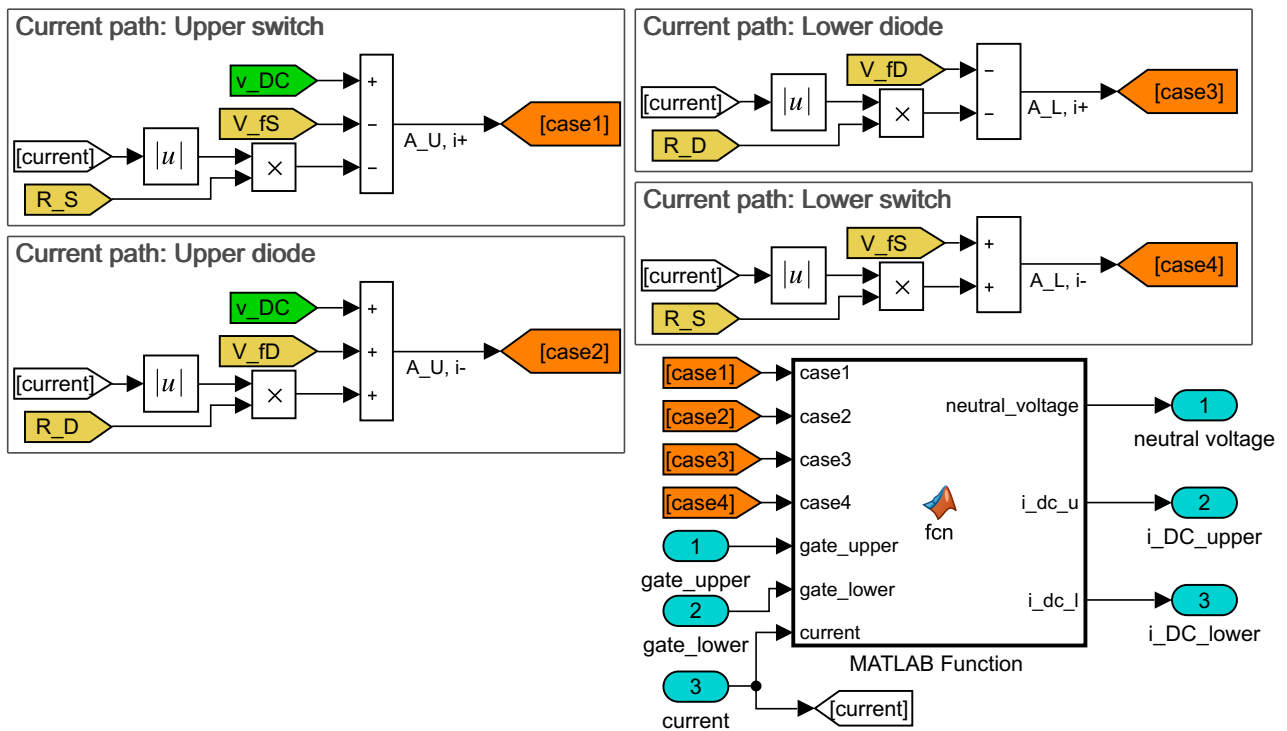 Current path: Upper switch
v_DC
+
V_fS
−
[current]
|u|
×
−
R_S
A_U, i+
[case1]
Current path: Upper diode
v_DC
+
V_fD
+
[current]
|u|
×
+
R_D
A_U, i-
[case2]
Current path: Lower diode
V_fD
−
[current]
|u|
×
−
R_D
A_L, i+
[case3]
Current path: Lower switch
V_fS
+
[current]
|u|
×
+
R_S
A_L, i-
[case4]
[case1]
case1
[case2]
case2
[case3]
case3
[case4]
case4
1
gate_upper
gate_upper
2
gate_lower
gate_lower
3
current
current
[current]
fcn
MATLAB Function
neutral_voltage
1
neutral voltage
i_dc_u
2
i_DC_upper
i_dc_l
3
i_DC_lower